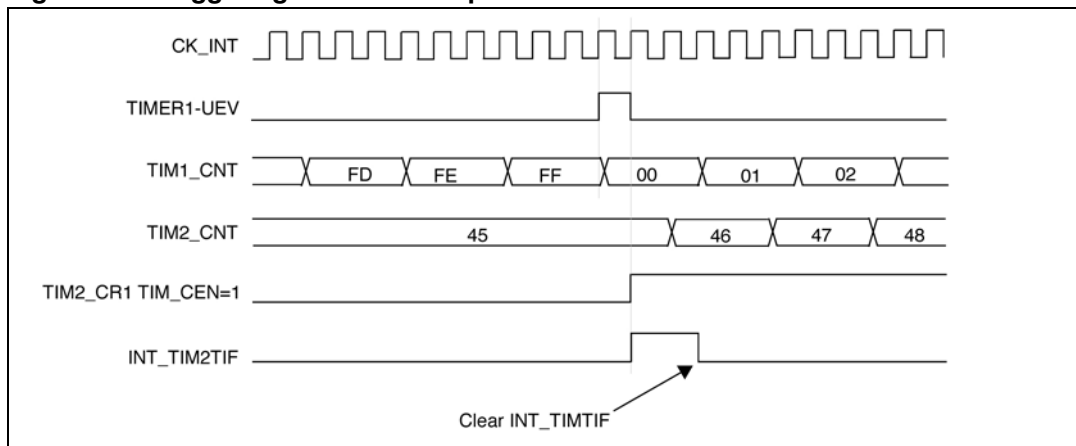 CK_INT
TIMER1-UEV
TIM1_CNT FD FE FF 00 01 02
TIM2_CNT 45 46 47 48
TIM2_CR1 TIM_CEN=1
INT_TIM2TIF
Clear INT_TIMTIF